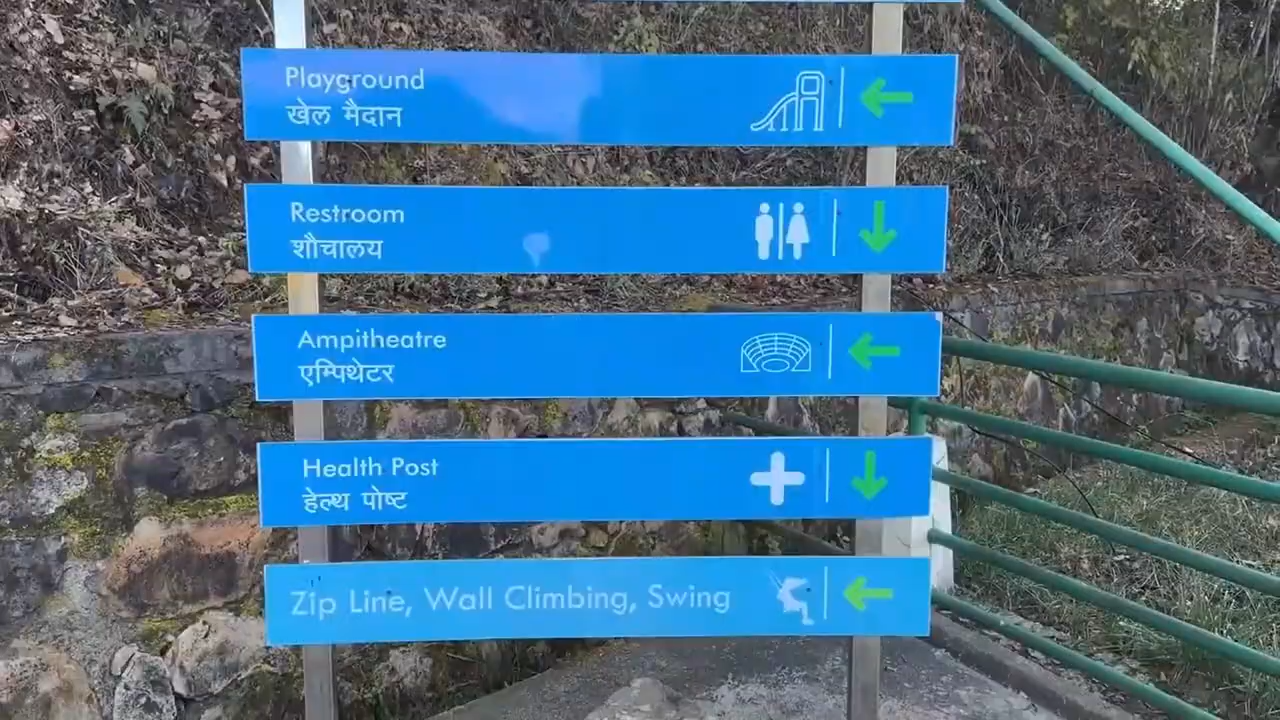 Playground
खेल मैदान
Restroom
शौचालय
Ampitheatre
एम्पिथेटर
Health Post
हेल्थ पोष्ट
Zip Line, Wall Climbing, Swing